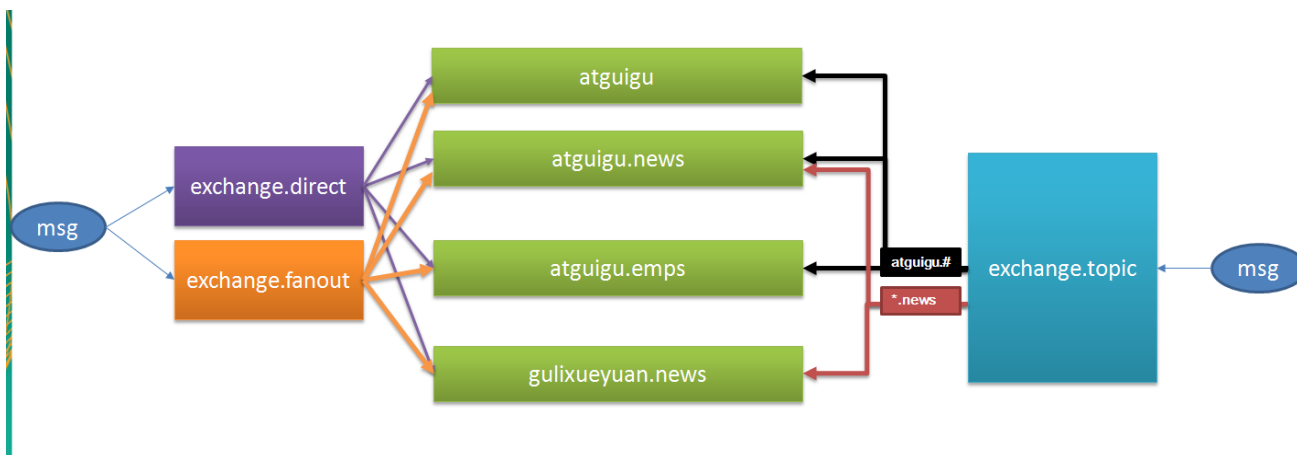 atguigu
atguigu.news
exchange.direct
msg
exchange.fanout
atguigu.emps
gulixueyuan.news
atguigu.#
*.news
exchange.topic
msg